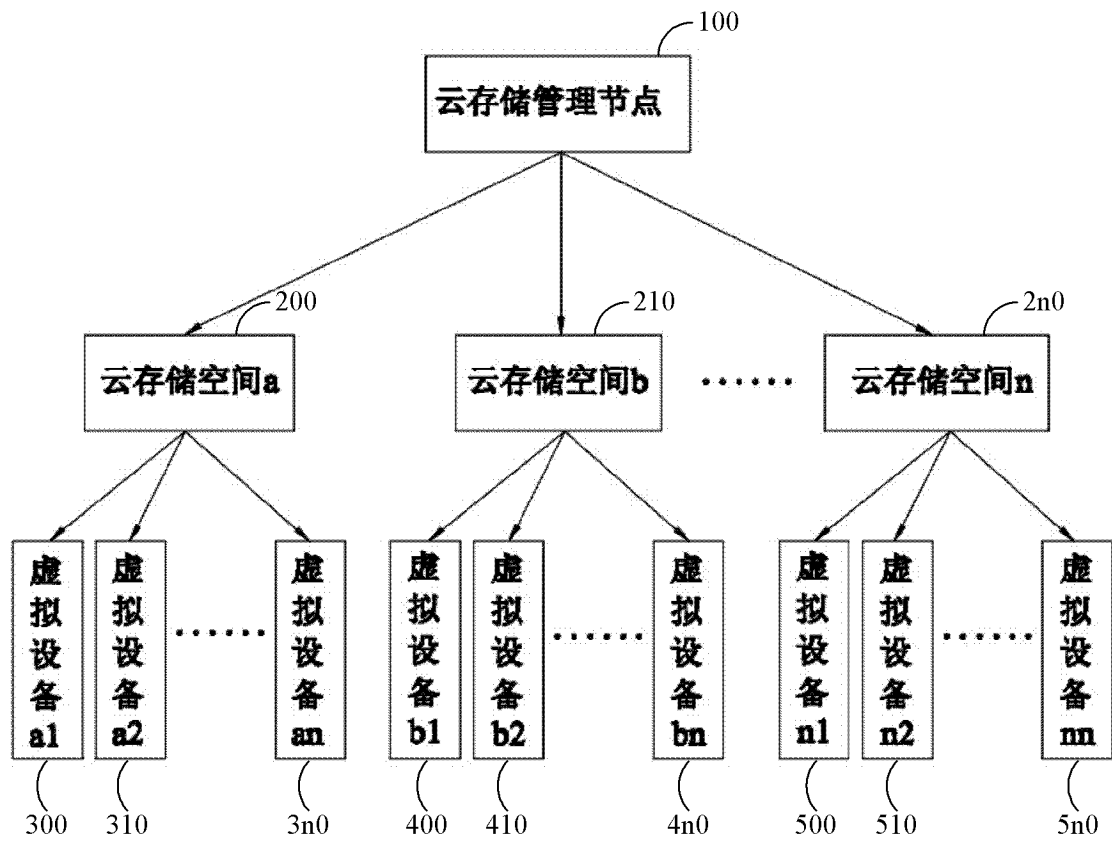 100
云存储管理节点
200
210
2n0
云存储空间a
云存储空间b
······
云存储空间n
虚拟设备a1
虚拟设备a2
······
虚拟设备an
虚拟设备b1
虚拟设备b2
······
虚拟设备bn
虚拟设备n1
虚拟设备n2
······
虚拟设备nn
300
310
3n0
400
410
4n0
500
510
5n0